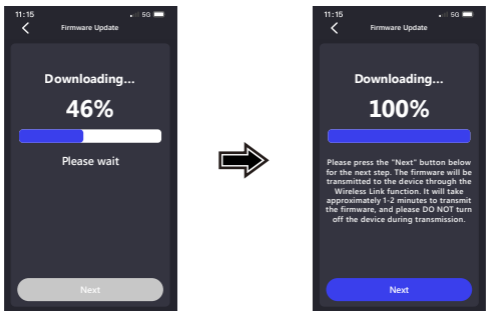 11:15
5G
Firmware Update
Downloading...
46%
Please wait
Next
11:15
5G
Firmware Update
Downloading...
100%
Please press the "Next" button below
for the next step. The firmware will be
transmitted to the device through the
Wireless Link function. It will take
approximately 1-2 minutes to transmit
the firmware, and please DO NOT turn
off the device during transmission.
Next